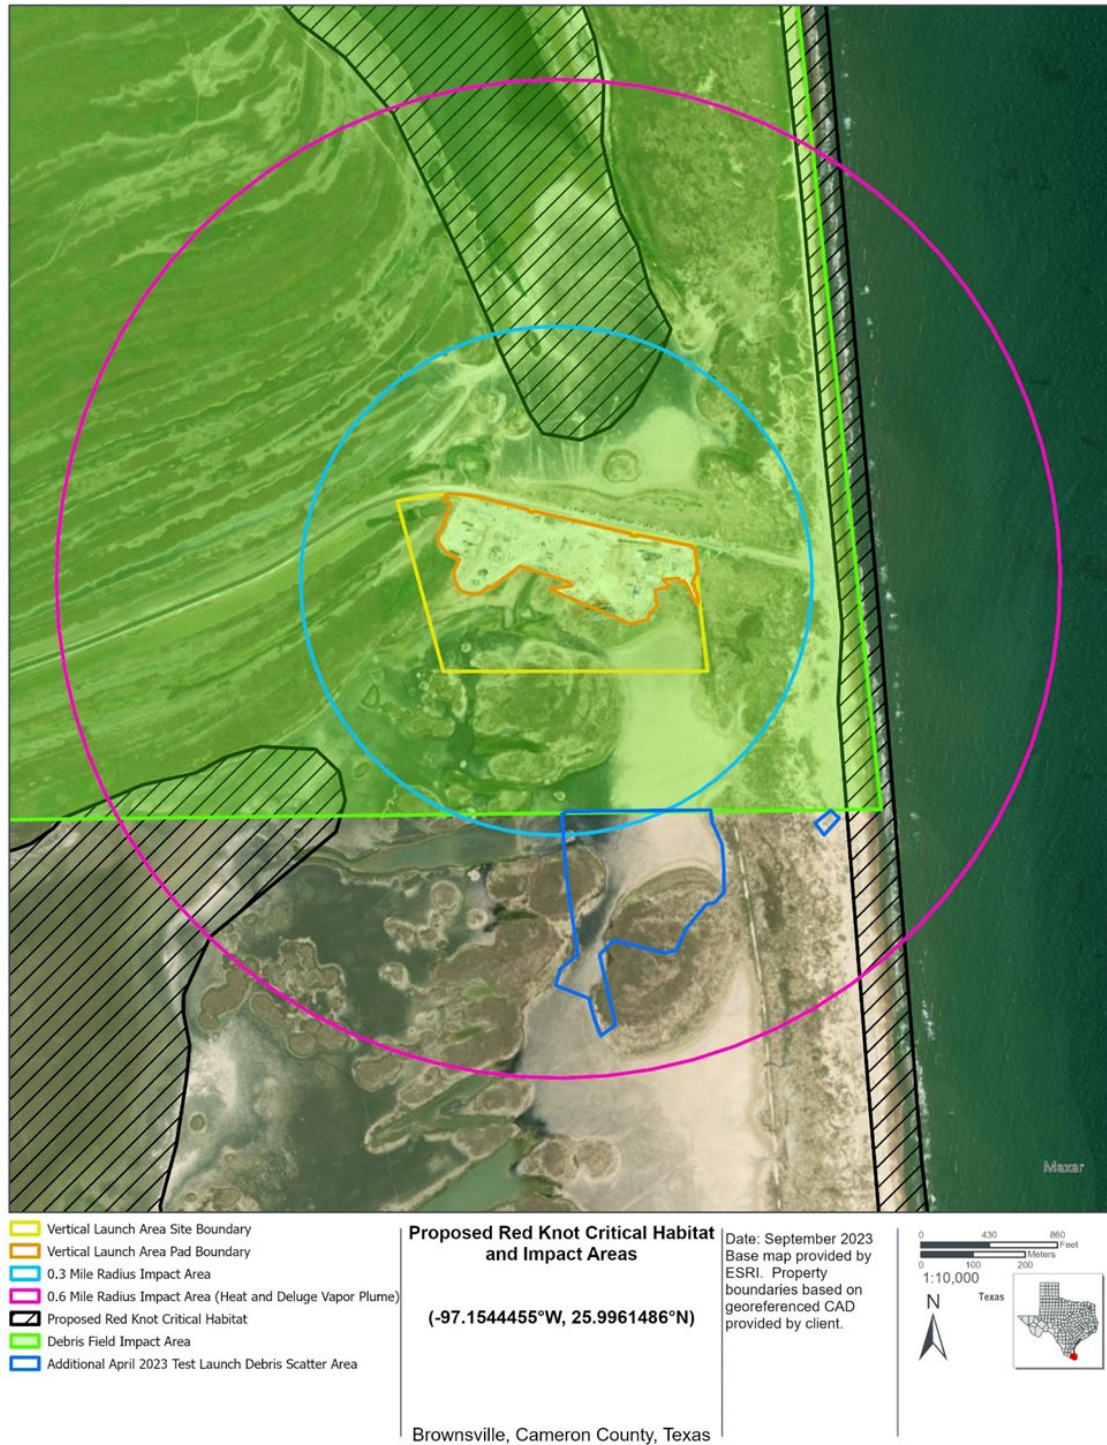 Maxar
Vertical Launch Area Site Boundary
Vertical Launch Area Pad Boundary
0.3 Mile Radius Impact Area
0.6 Mile Radius Impact Area (Heat and Deluge Vapor Plume)
Proposed Red Knot Critical Habitat
Debris Field Impact Area
Additional April 2023 Test Launch Debris Scatter Area
Proposed Red Knot Critical Habitat
and Impact Areas
(-97.1544455°W, 25.9961486°N)
Brownsville, Cameron County, Texas
Date: September 2023
Base map provided by
ESRI. Property
boundaries based on
georeferenced CAD
provided by client.
0 430 860
Feet
Meters
0 100 200
1:10,000
N
Texas